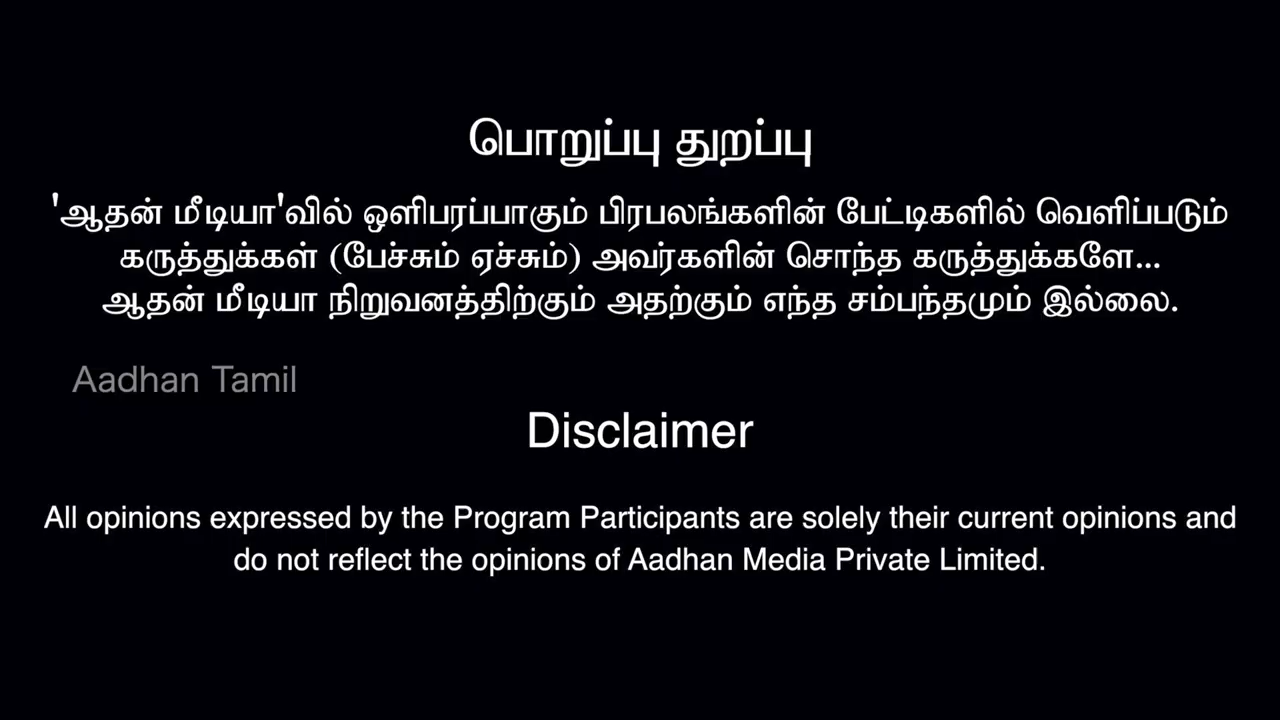 பொறுப்பு துறப்பு
'ஆதன் மீடியா'வில் ஒளிபரப்பாகும் பிரபலங்களின் பேட்டிகளில் வெளிப்படும்
கருத்துக்கள் (பேச்சும் ஏச்சும்) அவர்களின் சொந்த கருத்துக்களே...
ஆதன் மீடியா நிறுவனத்திற்கும் அதற்கும் எந்த சம்பந்தமும் இல்லை.
Aadhan Tamil
Disclaimer
All opinions expressed by the Program Participants are solely their current opinions and
do not reflect the opinions of Aadhan Media Private Limited.